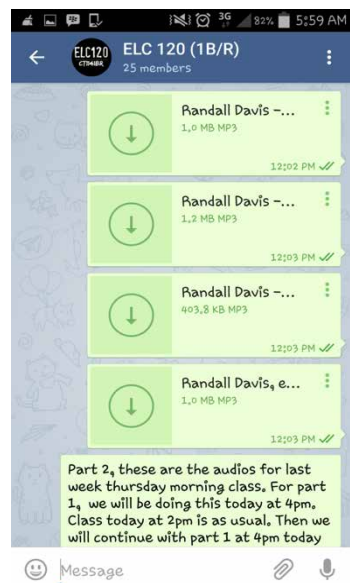 3G 82% 5:59 AM
ELC120
CTD41BR
ELC 120 (1B/R)
25 members
Randall Davis -...
1,0 MB MP3
12:02 PM
Randall Davis -...
1,2 MB MP3
12:03 PM
Randall Davis -...
403,8 KB MP3
12:03 PM
Randall Davis, e...
1,0 MB MP3
12:03 PM
Part 2, these are the audios for last
week thursday morning class. For part
1, we will be doing this today at 4pm.
Class today at 2pm is as usual. Then we
will continue with part 1 at 4pm today
Message